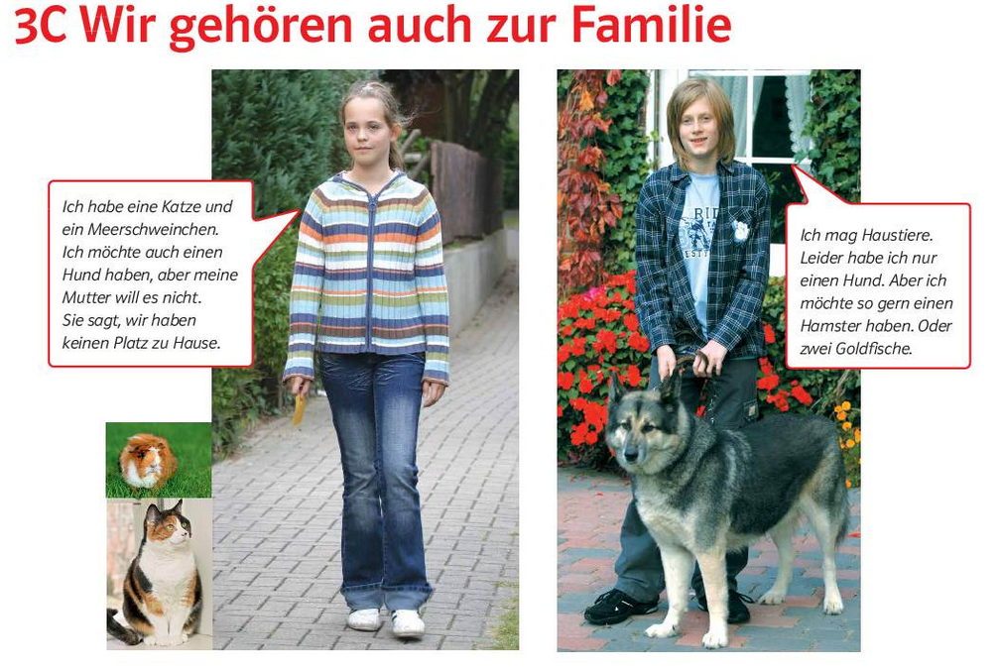 3C Wir gehören auch zur Familie
Ich habe eine Katze und
ein Meerschweinchen.
Ich möchte auch einen
Hund haben, aber meine
Mutter will es nicht.
Sie sagt, wir haben
keinen Platz zu Hause.
Ich mag Haustiere.
Leider habe ich nur
einen Hund. Aber ich
möchte so gern einen
Hamster haben. Oder
zwei Goldfische.